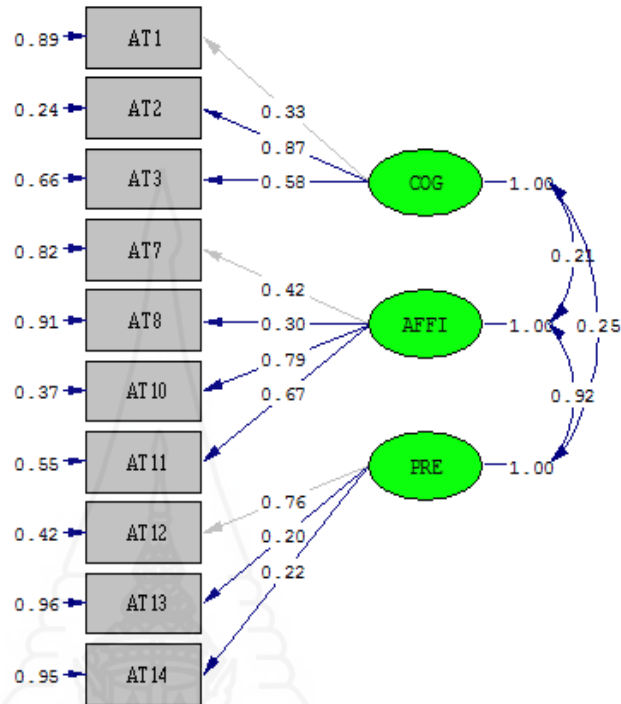 0.89 AT1
0.33
0.24 AT2
0.87
0.66 AT3
0.58 COG 1.00
0.82 AT7
0.21
0.42
0.91 AT8
0.30 AFFI 1.00 0.25
0.79
0.37 AT10
0.67 0.92
0.55 AT11
PRE 1.00
0.76
0.42 AT12
0.20
0.22
0.96 AT13
0.95 AT14